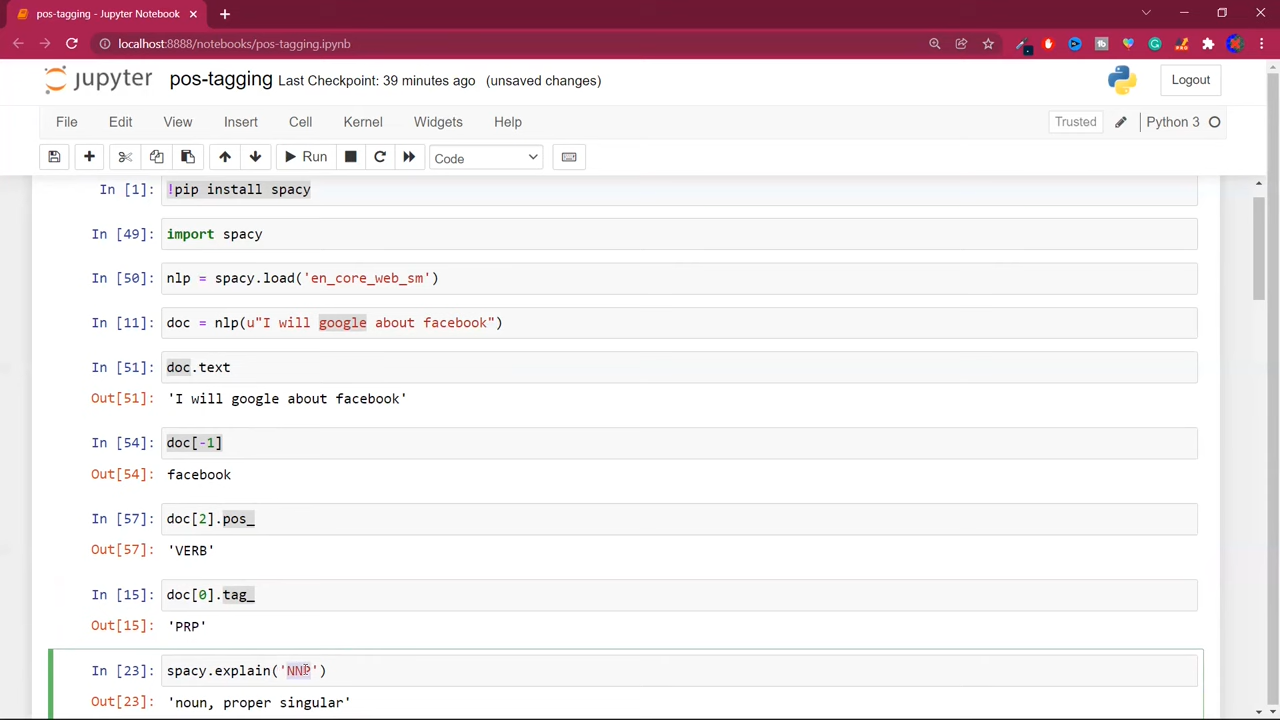 pos-tagging - Jupyter Notebook
localhost:8888/notebooks/pos-tagging.ipynb
jupyter pos-tagging Last Checkpoint: 39 minutes ago (unsaved changes) Logout
File Edit View Insert Cell Kernel Widgets Help Trusted Python 3
Run Code
In [1]: !pip install spacy
In [49]: import spacy
In [50]: nlp = spacy.load('en_core_web_sm')
In [11]: doc = nlp(u"I will google about facebook")
In [51]: doc.text
Out[51]: 'I will google about facebook'
In [54]: doc[-1]
Out[54]: facebook
In [57]: doc[2].pos_
Out[57]: 'VERB'
In [15]: doc[0].tag_
Out[15]: 'PRP'
In [23]: spacy.explain('NNP')
Out[23]: 'noun, proper singular'